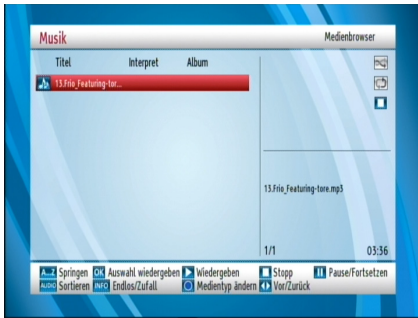 Musik Medienbrowser
Titel Interpret Album
13.Frio_Featuring-tor...
13.Frio_Featuring-tore.mp3
1/1 03:36
A...Z Springen OK Auswahl wiedergeben Wiedergeben Stopp Pause/Fortsetzen
AUDIO Sortieren INFO Endlos/Zufall Medientyp ändern Vor/Zurück